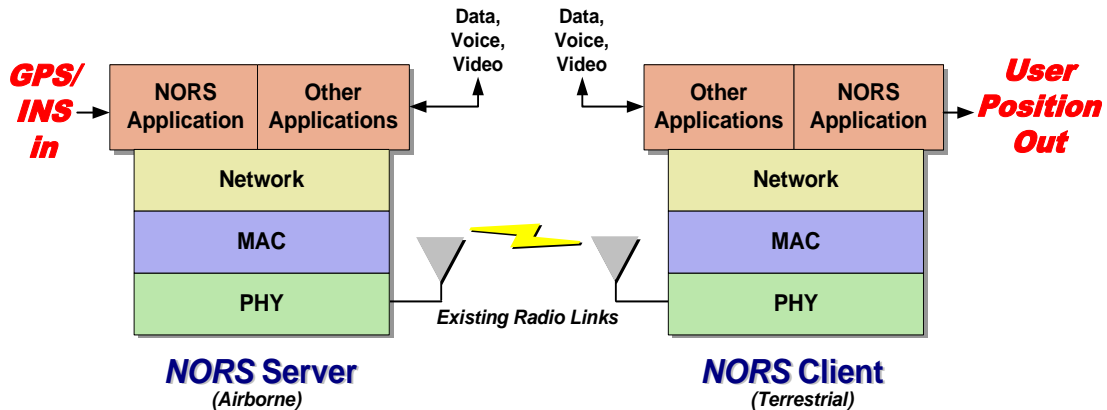 Data,
Voice,
Video
Data,
Voice,
Video
GPS/
INS
in
NORS
Application
Other
Applications
Other
Applications
NORS
Application
User
Position
Out
Network
Network
MAC
MAC
PHY
PHY
Existing Radio Links
NORS Server
(Airborne)
NORS Client
(Terrestrial)